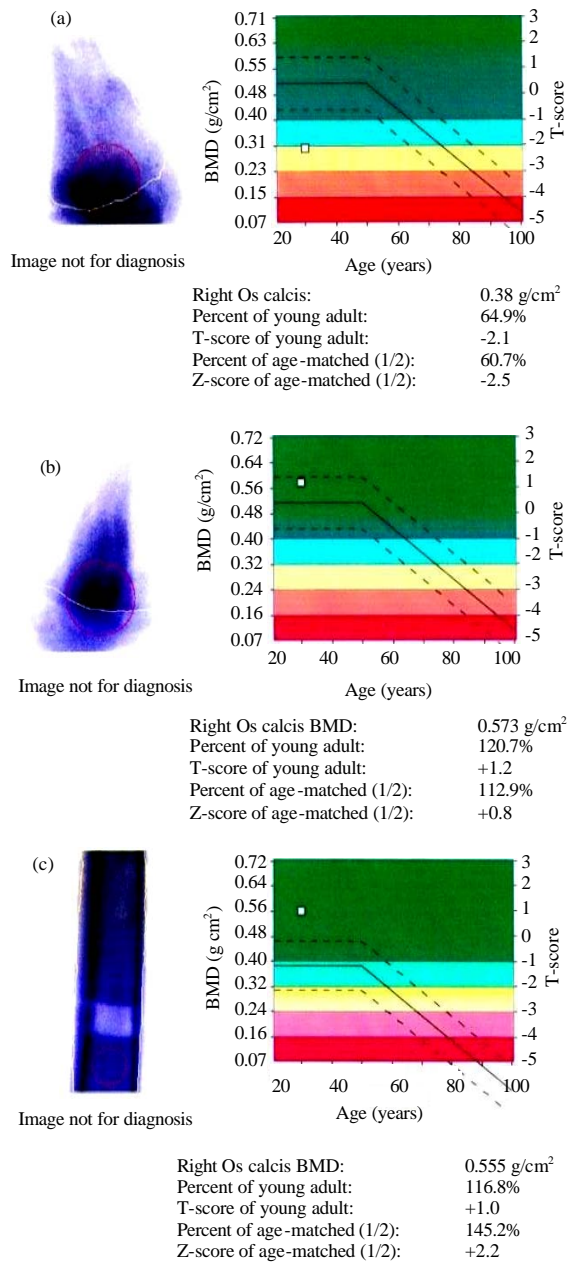 (a)
0.71
0.63
0.55
0.48
0.40
0.31
0.23
0.15
0.07
BMD (g/cm²)
3
2
1
0
-1
-2
-3
-4
-5
T-score
20 40 60 80 100
Age (years)
Image not for diagnosis
Right Os calcis: 0.38 g/cm²
Percent of young adult: 64.9%
T-score of young adult: -2.1
Percent of age-matched (1/2): 60.7%
Z-score of age-matched (1/2): -2.5
(b)
0.72
0.64
0.56
0.48
0.40
0.32
0.24
0.16
0.07
BMD (g/cm²)
3
2
1
0
-1
-2
-3
-4
-5
T-score
20 40 60 80 100
Age (years)
Image not for diagnosis
Right Os calcis BMD: 0.573 g/cm²
Percent of young adult: 120.7%
T-score of young adult: +1.2
Percent of age-matched (1/2): 112.9%
Z-score of age-matched (1/2): +0.8
(c)
0.72
0.64
0.56
0.48
0.40
0.32
0.24
0.16
0.07
BMD (g cm²)
3
2
1
0
-1
-2
-3
-4
-5
T-score
20 40 60 80 100
Age (years)
Image not for diagnosis
Right Os calcis BMD: 0.555 g/cm²
Percent of young adult: 116.8%
T-score of young adult: +1.0
Percent of age-matched (1/2): 145.2%
Z-score of age-matched (1/2): +2.2